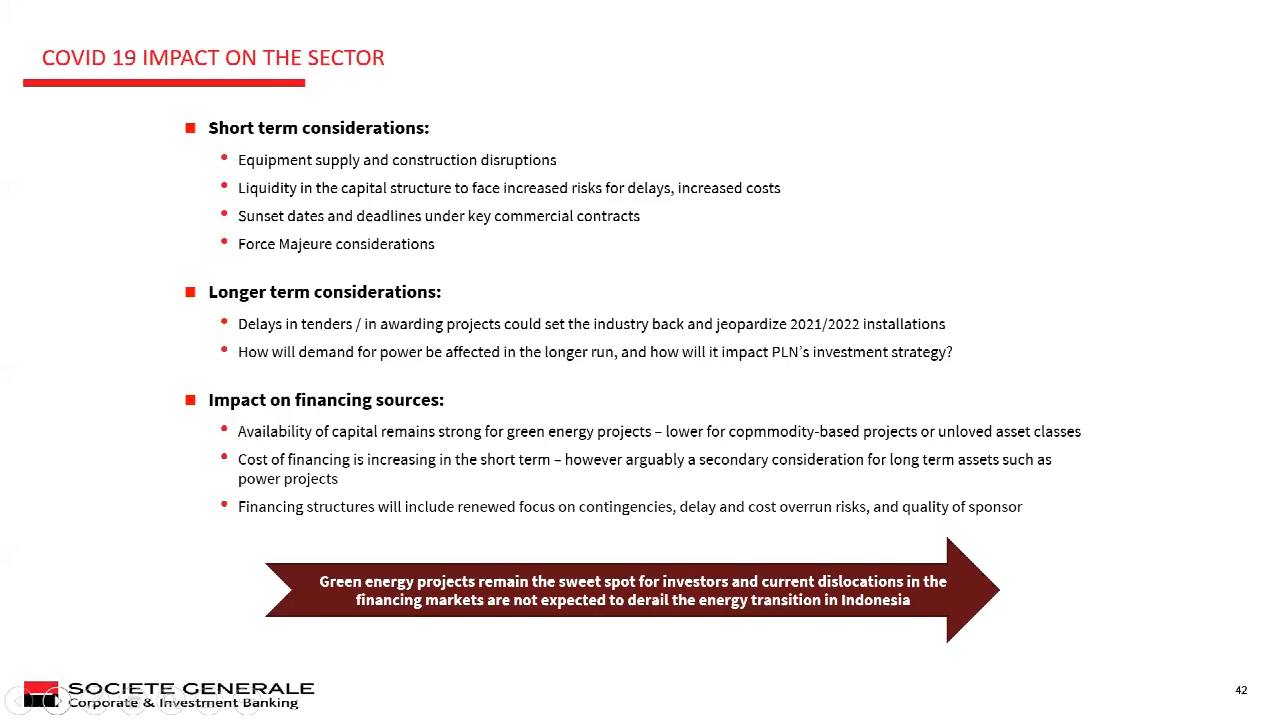 COVID 19 IMPACT ON THE SECTOR
Short term considerations:
Equipment supply and construction disruptions
Liquidity in the capital structure to face increased risks for delays, increased costs
Sunset dates and deadlines under key commercial contracts
Force Majeure considerations
Longer term considerations:
Delays in tenders / in awarding projects could set the industry back and jeopardize 2021/2022 installations
How will demand for power be affected in the longer run, and how will it impact PLN's investment strategy?
Impact on financing sources:
Availability of capital remains strong for green energy projects – lower for copmmodity-based projects or unloved asset classes
Cost of financing is increasing in the short term – however arguably a secondary consideration for long term assets such as
power projects
Financing structures will include renewed focus on contingencies, delay and cost overrun risks, and quality of sponsor
Green energy projects remain the sweet spot for investors and current dislocations in the
financing markets are not expected to derail the energy transition in Indonesia
SOCIETE GENERALE
Corporate & Investment Banking
42